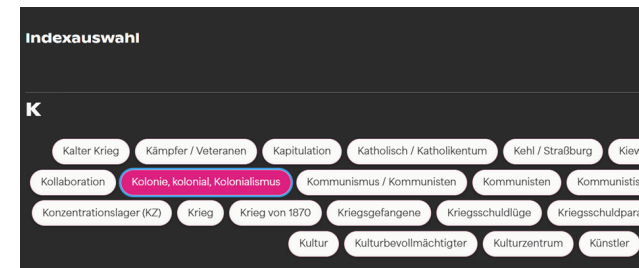 Indexauswahl
K
Kalter Krieg Kämpfer / Veteranen Kapitulation Katholisch / Katholikentum Kehl / Straßburg
Kollaboration Kolonie, kolonial, Kolonialismus Kommunismus / Kommunisten Kommunisten
Konzentrationslager (KZ) Krieg Krieg von 1870 Kriegsgefangene Kriegsschuldlüge
Kultur Kulturbevollmächtigter Kulturzentrum Künstler